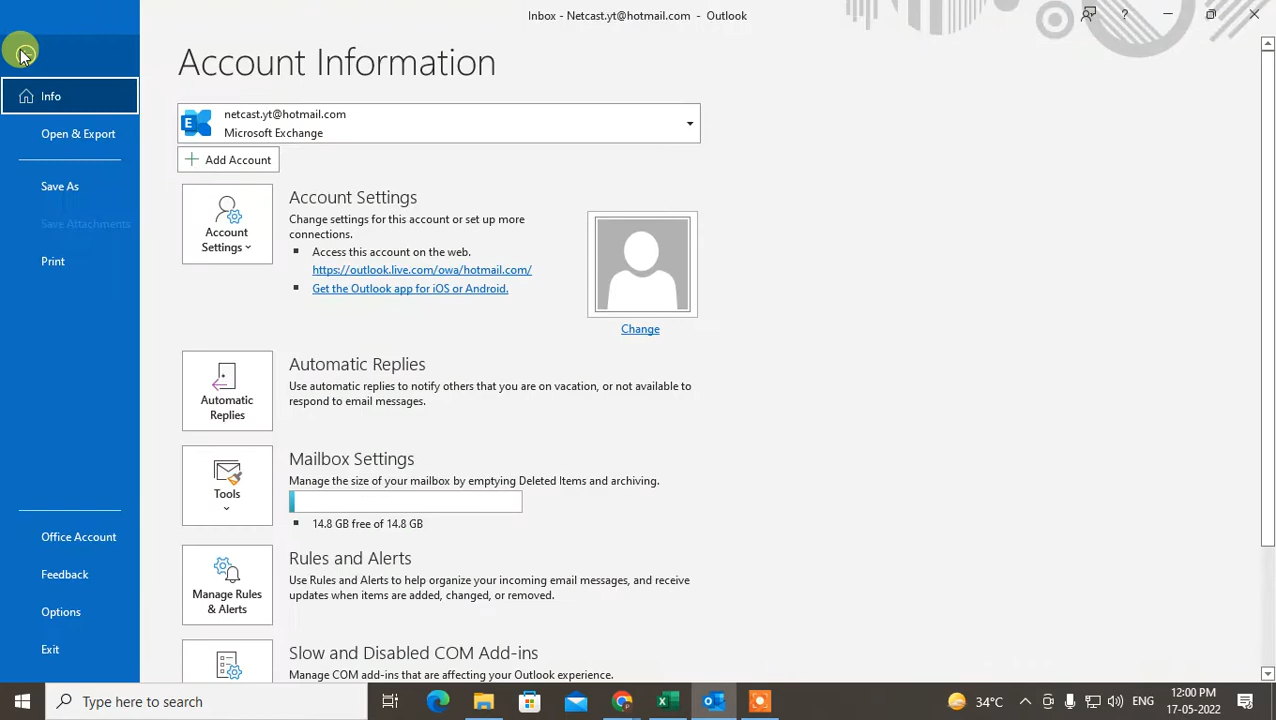 Inbox - Netcast.yt@hotmail.com - Outlook
?
Account Information
Info
Open & Export
Save As
Save Attachments
Print
Office Account
Feedback
Options
Exit
E
netcast.yt@hotmail.com
Microsoft Exchange
Add Account
Account
Settings
Account Settings
Change settings for this account or set up more
connections.
Access this account on the web.
https://outlook.live.com/owa/hotmail.com/
Get the Outlook app for iOS or Android.
Change
Automatic
Replies
Automatic Replies
Use automatic replies to notify others that you are on vacation, or not available to
respond to email messages.
Tools
Mailbox Settings
Manage the size of your mailbox by emptying Deleted Items and archiving.
14.8 GB free of 14.8 GB
Manage Rules
& Alerts
Rules and Alerts
Use Rules and Alerts to help organize your incoming email messages, and receive
updates when items are added, changed, or removed.
Slow and Disabled COM Add-ins
Manage COM add-ins that are affecting your Outlook experience.
Type here to search
34°C
ENG
12:00 PM
17-05-2022